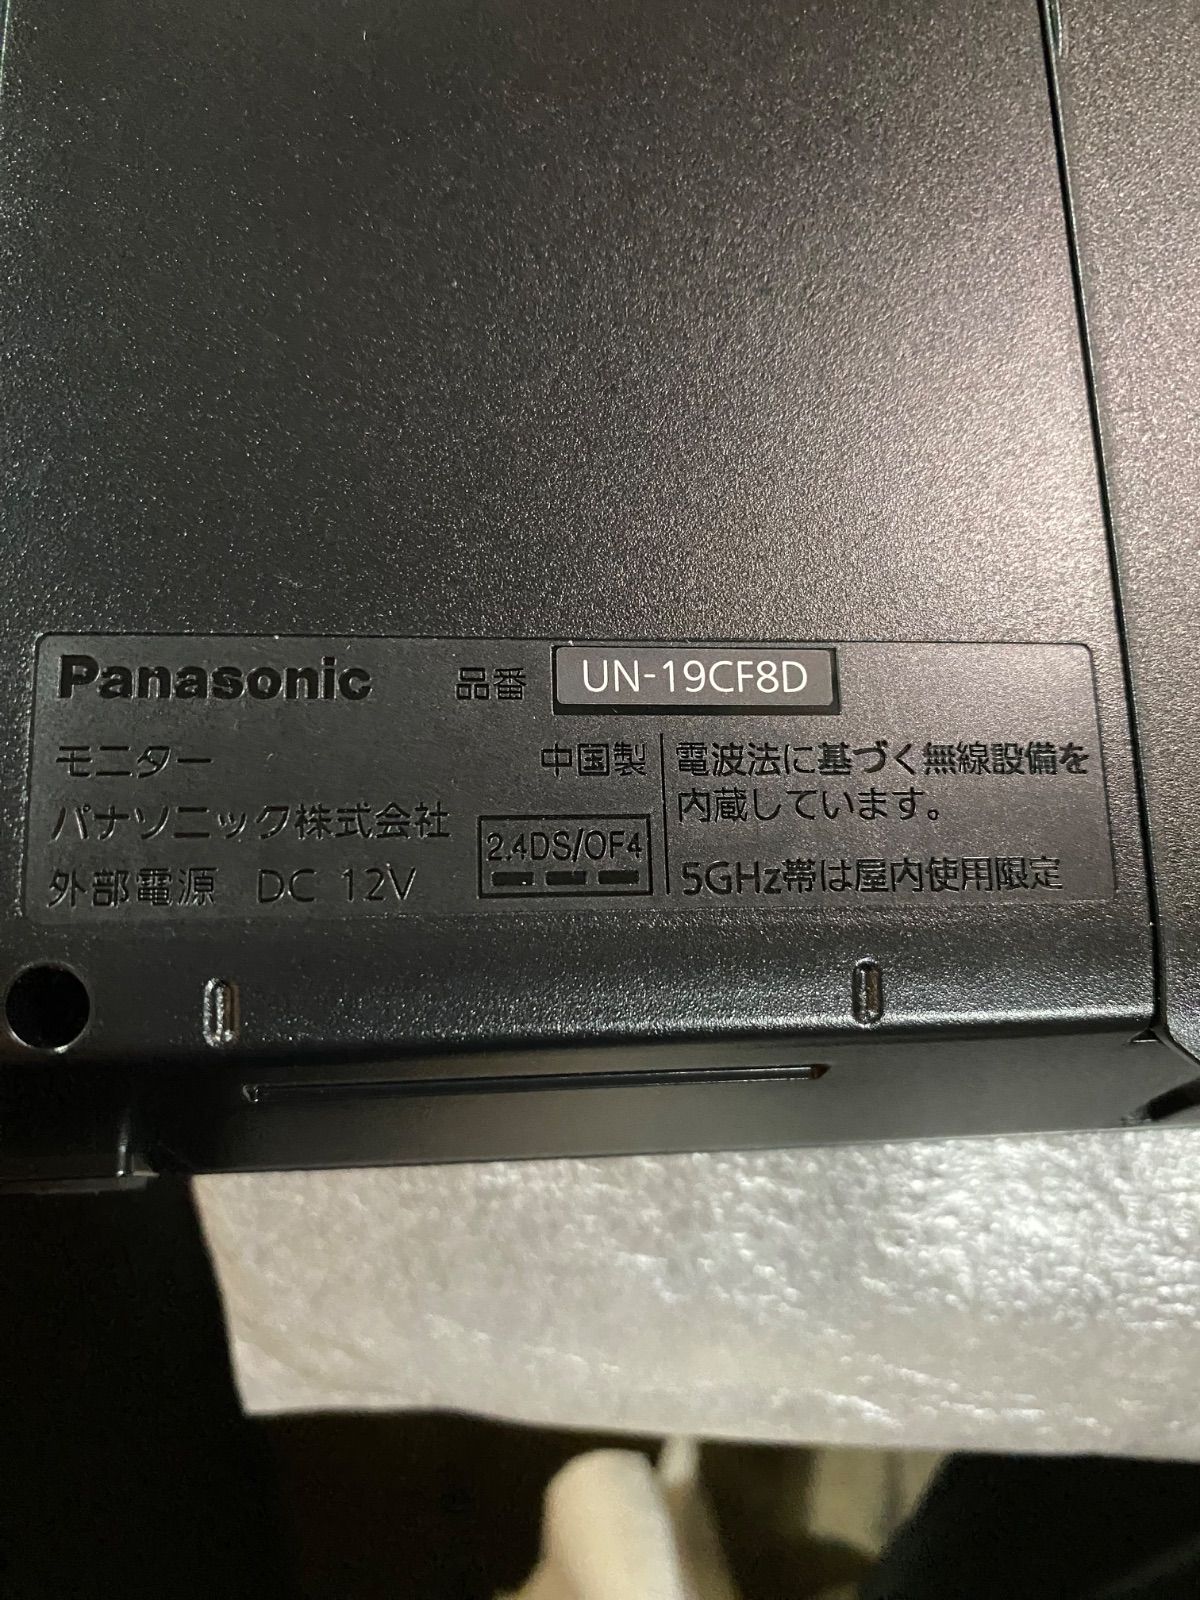 Panasonic 品番 UN-19CF8D
モニター 中国製
パナソニック株式会社
外部電源 DC 12V
2.4DS/OF4
電波法に基づく無線設備を
内蔵しています。
5GHz帯は屋内使用限定